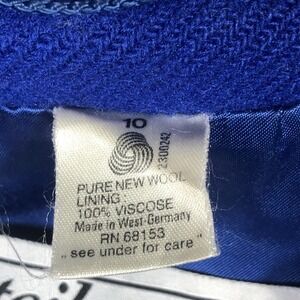 10
2300242
PURE NEW WOOL
LINING:
100% VISCOSE
Made in West-Germany
RN 68153
„see under for care"